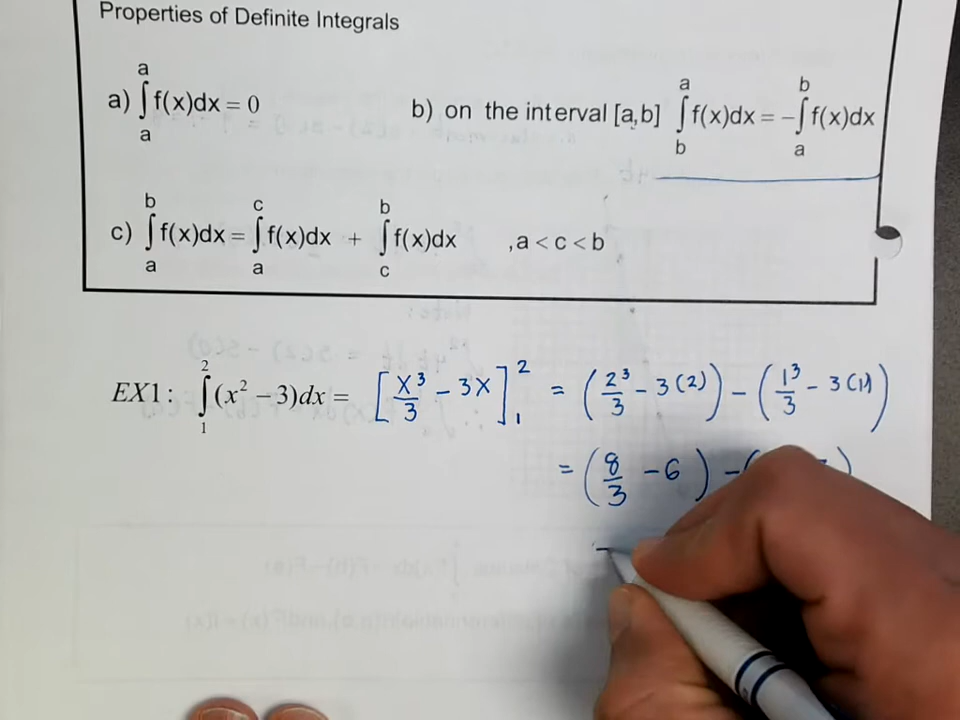 Properties of Definite Integrals
a) ∫ₐᵃ f(x)dx = 0 b) on the interval [a,b] ∫_b^a f(x)dx = -∫_a^b f(x)dx
c) ∫_a^b f(x)dx = ∫_a^c f(x)dx + ∫_c^b f(x)dx ,a < c < b
EX1: ∫_1^2 (x² - 3)dx = [x³/3 - 3x]_1^2 = (2³/3 - 3(2)) - (1³/3 - 3(1))
= (8/3 - 6) - (